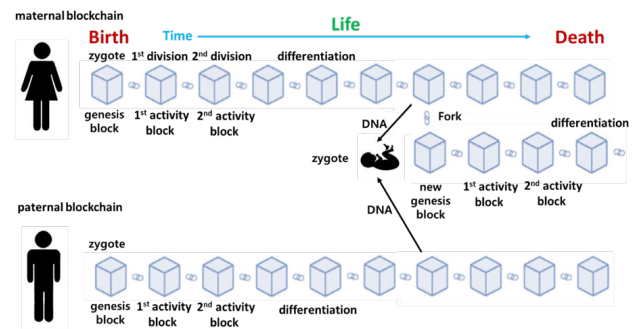 maternal blockchain
Life
Birth
Time
Death
zygote
1st division
2nd division
differentiation
genesis
block
1st activity
block
2nd activity
block
DNA
Fork
differentiation
zygote
new
genesis
block
1st activity
block
2nd activity
block
DNA
paternal blockchain
zygote
genesis
block
1st activity
block
2nd activity
block
differentiation